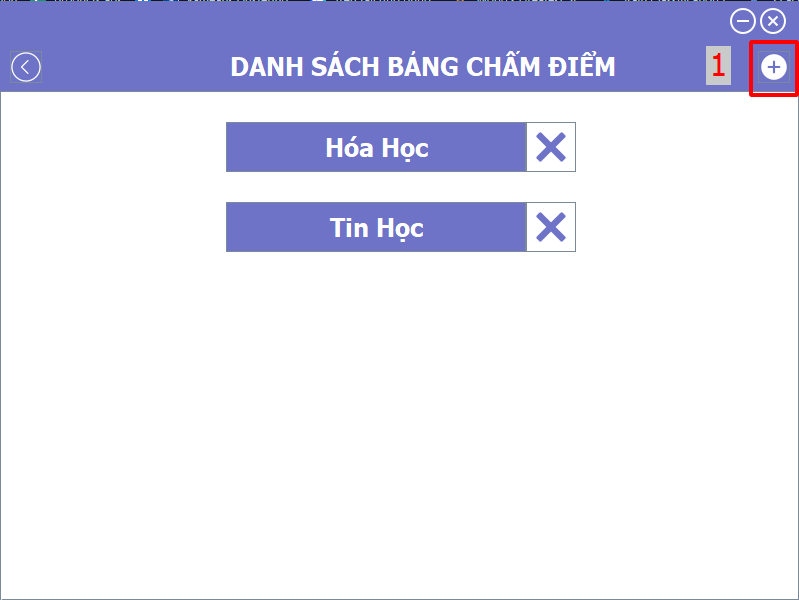 DANH SÁCH BẢNG CHẤM ĐIỂM
1
Hóa Học
Tin Học